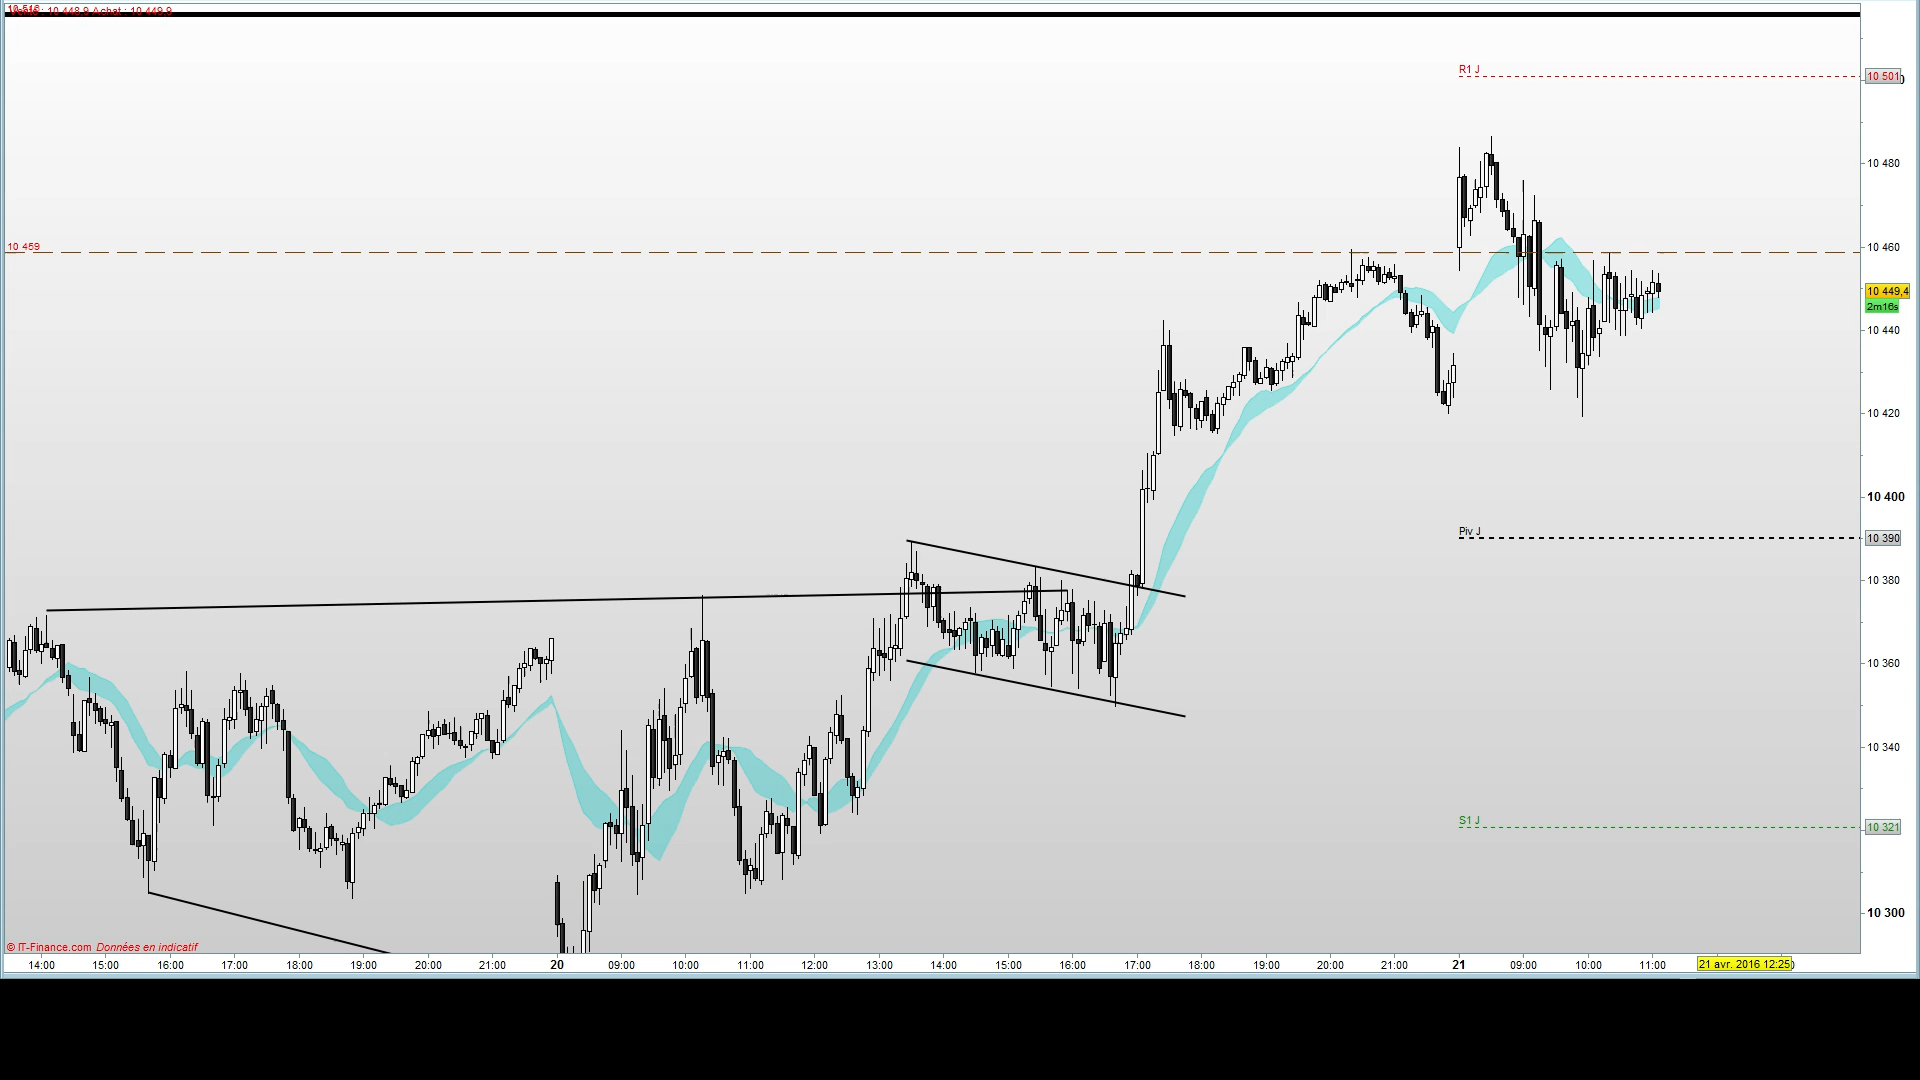 10 516
Vente : 10 448,9 Achat : 10 449,9
R1 J
10 501
10 480
10 459
10 460
10 449,4
2m16s
10 440
10 420
10 400
Piv J
10 390
10 380
10 360
10 340
S1 J
10 321
10 300
© IT-Finance.com Données en indicatif
14:00 15:00 16:00 17:00 18:00 19:00 20:00 21:00 20 09:00 10:00 11:00 12:00 13:00 14:00 15:00 16:00 17:00 18:00 19:00 20:00 21:00 21 09:00 10:00 11:00 21 avr. 2016 12:25